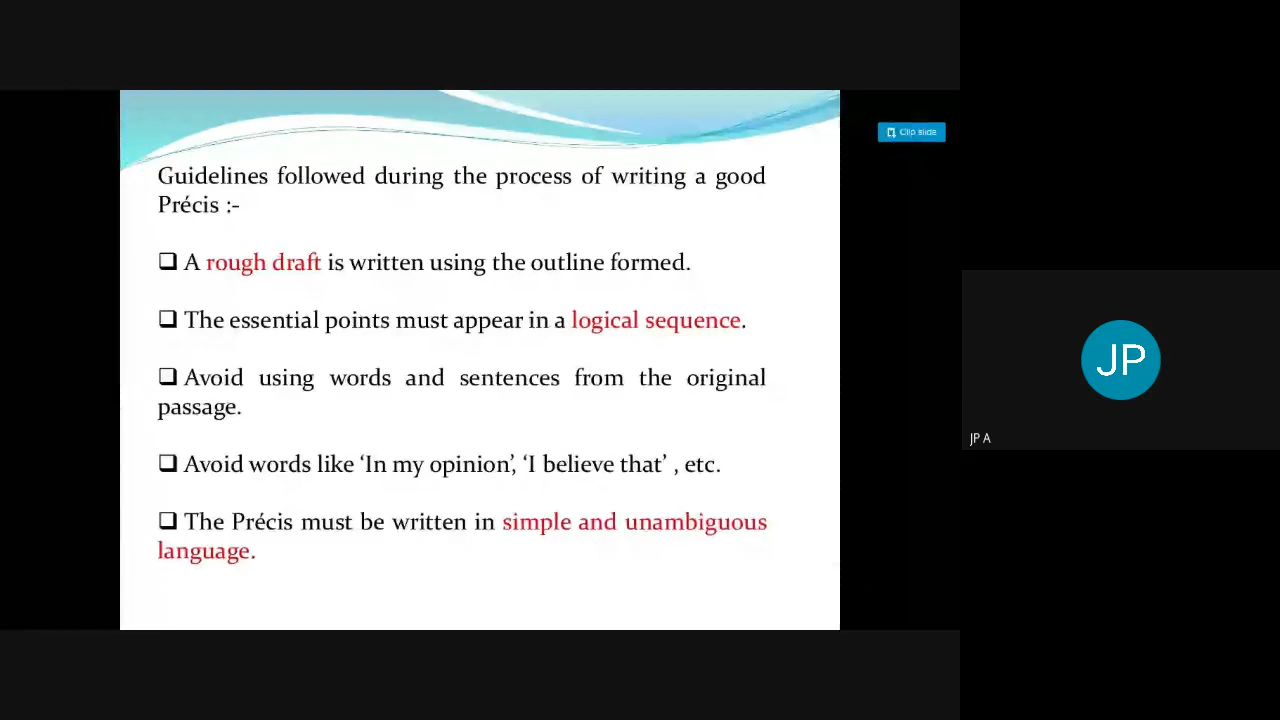 Clip slide
Guidelines followed during the process of writing a good
Précis :-
❑ A rough draft is written using the outline formed.
❑ The essential points must appear in a logical sequence.
❑ Avoid using words and sentences from the original
passage.
❑ Avoid words like ‘In my opinion’, ‘I believe that’ , etc.
❑ The Précis must be written in simple and unambiguous
language.
JP
JP A